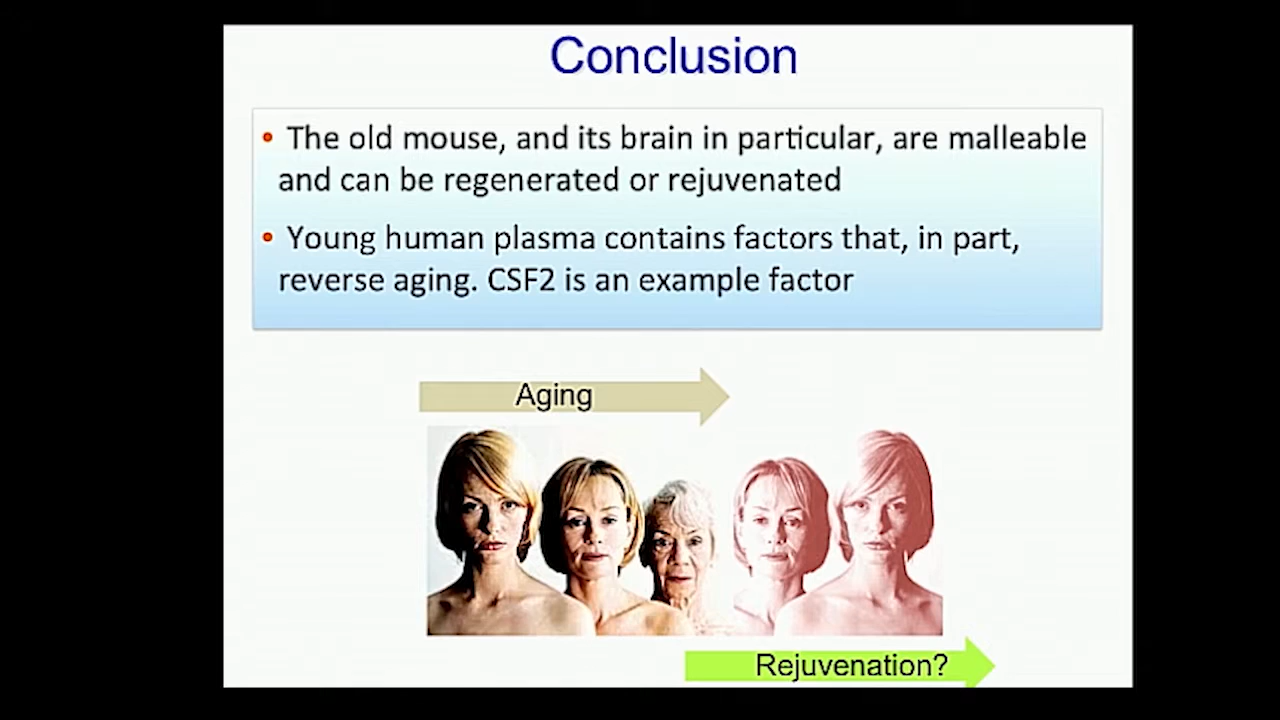 Conclusion
• The old mouse, and its brain in particular, are malleable
and can be regenerated or rejuvenated
• Young human plasma contains factors that, in part,
reverse aging. CSF2 is an example factor
Aging
Rejuvenation?